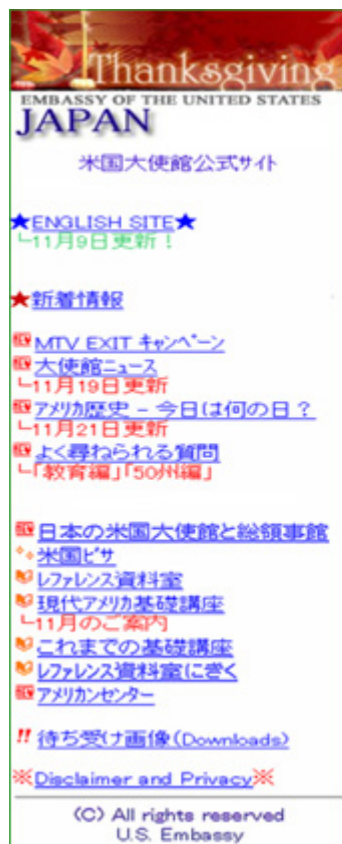 Thanksgiving
EMBASSY OF THE UNITED STATES
JAPAN
米国大使館公式ｻｲﾄ
★ENGLISH SITE★
└11月9日更新！
★新着情報
MTV EXIT ｷｬﾝﾍﾟｰﾝ
大使館ﾆｭｰｽ
└11月19日更新
ｱﾒﾘｶ歴史 - 今日は何の日？
└11月21日更新
よく尋ねられる質問
└｢教育編｣｢50州編｣
日本の米国大使館と総領事館
米国ﾋﾞｻﾞ
ﾚﾌｧﾚﾝｽ資料室
現代ｱﾒﾘｶ基礎講座
└11月のご案内
これまでの基礎講座
ﾚﾌｧﾚﾝｽ資料室にきく
ｱﾒﾘｶﾝｾﾝﾀｰ
!! 待ち受け画像(Downloads)
※Disclaimer and Privacy※
(C) All rights reserved
U.S. Embassy